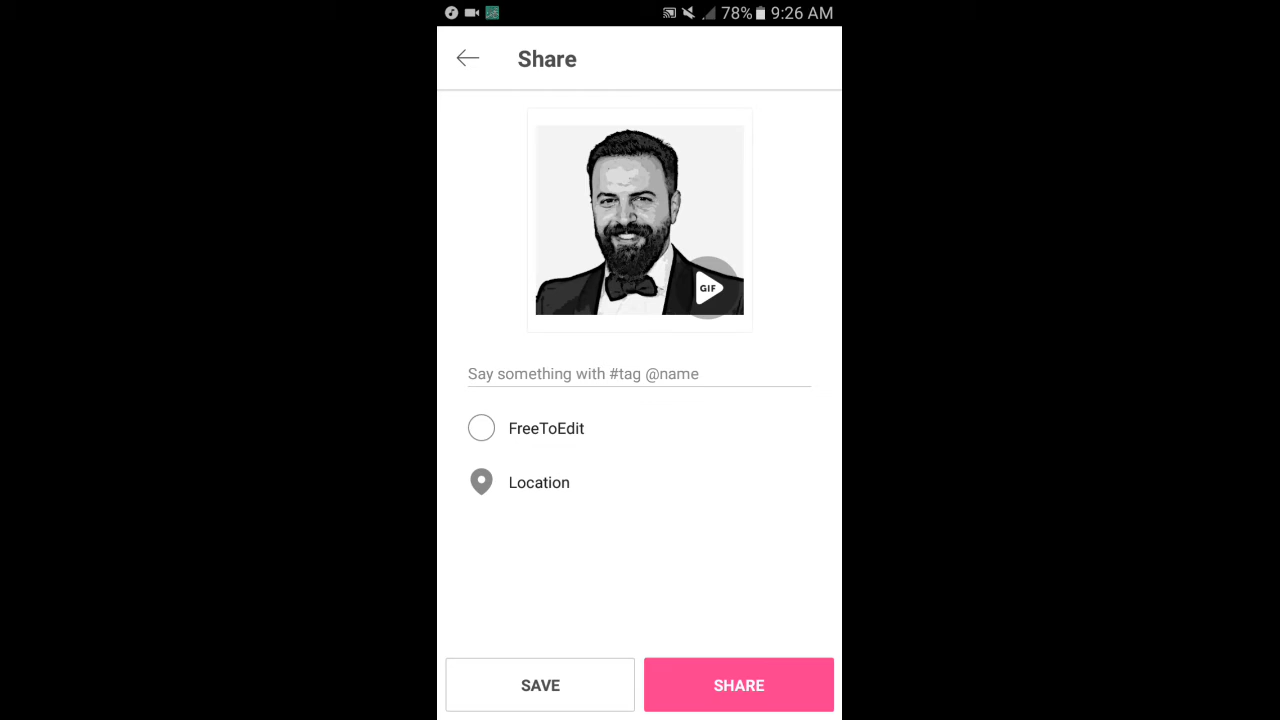 78% 9:26 AM
Share
GIF
Say something with #tag @name
FreeToEdit
Location
SAVE
SHARE